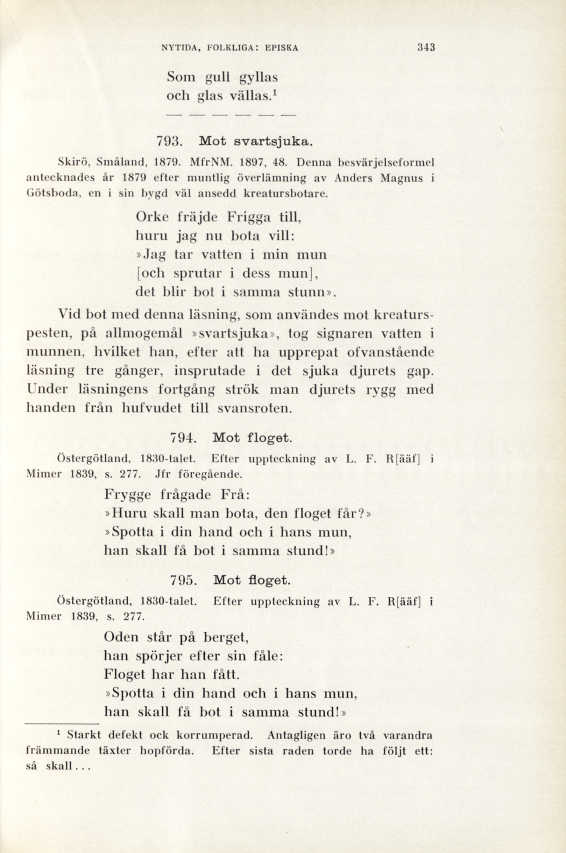 NYTIDA, FOLKLIGA: EPISKA 343
Som gull gyllas
och glas vällas.¹
— — — — — —
793. Mot svartsjuka.
Skirö, Småland, 1879. MfrNM. 1897, 48. Denna besvärjelseformel
antecknades år 1879 efter muntlig överlämning av Anders Magnus i
Götsboda, en i sin bygd väl ansedd kreatursbotare.
Orke fräjde Frigga till,
huru jag nu bota vill:
»Jag tar vatten i min mun
[och sprutar i dess mun],
det blir bot i samma stunn».
Vid bot med denna läsning, som användes mot kreaturs-
pesten, på allmogemål »svartsjuka», tog signaren vatten i
munnen, hvilket han, efter att ha upprepat ofvanstående
läsning tre gånger, insprutade i det sjuka djurets gap.
Under läsningens fortgång strök man djurets rygg med
handen från hufvudet till svansroten.
794. Mot floget.
Östergötland, 1830-talet. Efter uppteckning av L. F. R[ääf] i
Mimer 1839, s. 277. Jfr föregående.
Frygge frågade Frå:
»Huru skall man bota, den floget får?»
»Spotta i din hand och i hans mun,
han skall få bot i samma stund!»
795. Mot floget.
Östergötland, 1830-talet. Efter uppteckning av L. F. R[ääf] i
Mimer 1839, s. 277.
Oden står på berget,
han spörjer efter sin fåle:
Floget har han fått.
»Spotta i din hand och i hans mun,
han skall få bot i samma stund!»
¹ Starkt defekt ock korrumperad. Antagligen äro två varandra
främmande täxter hopförda. Efter sista raden torde ha följt ett:
så skall...